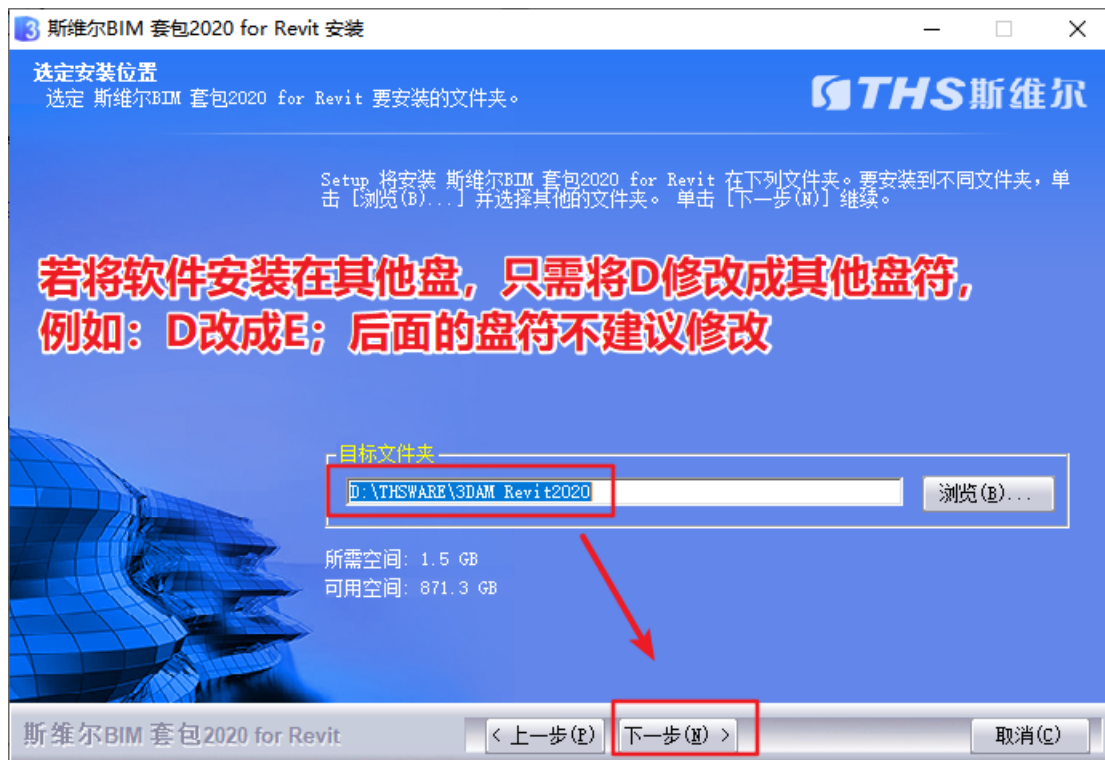 斯维尔BIM 套包2020 for Revit 安装
选定安装位置
选定 斯维尔BIM 套包2020 for Revit 要安装的文件夹。
THS斯维尔
Setup 将安装 斯维尔BIM 套包2020 for Revit 在下列文件夹。要安装到不同文件夹，单
击 [浏览(B)...] 并选择其他的文件夹。 单击 [下一步(N)] 继续。
若将软件安装在其他盘，只需将D修改成其他盘符，
例如：D改成E；后面的盘符不建议修改
目标文件夹
D:\THSWARE\3DAM Revit2020
浏览(B)...
所需空间: 1.5 GB
可用空间: 871.3 GB
斯维尔BIM 套包2020 for Revit
< 上一步(P)
下一步(N) >
取消(C)